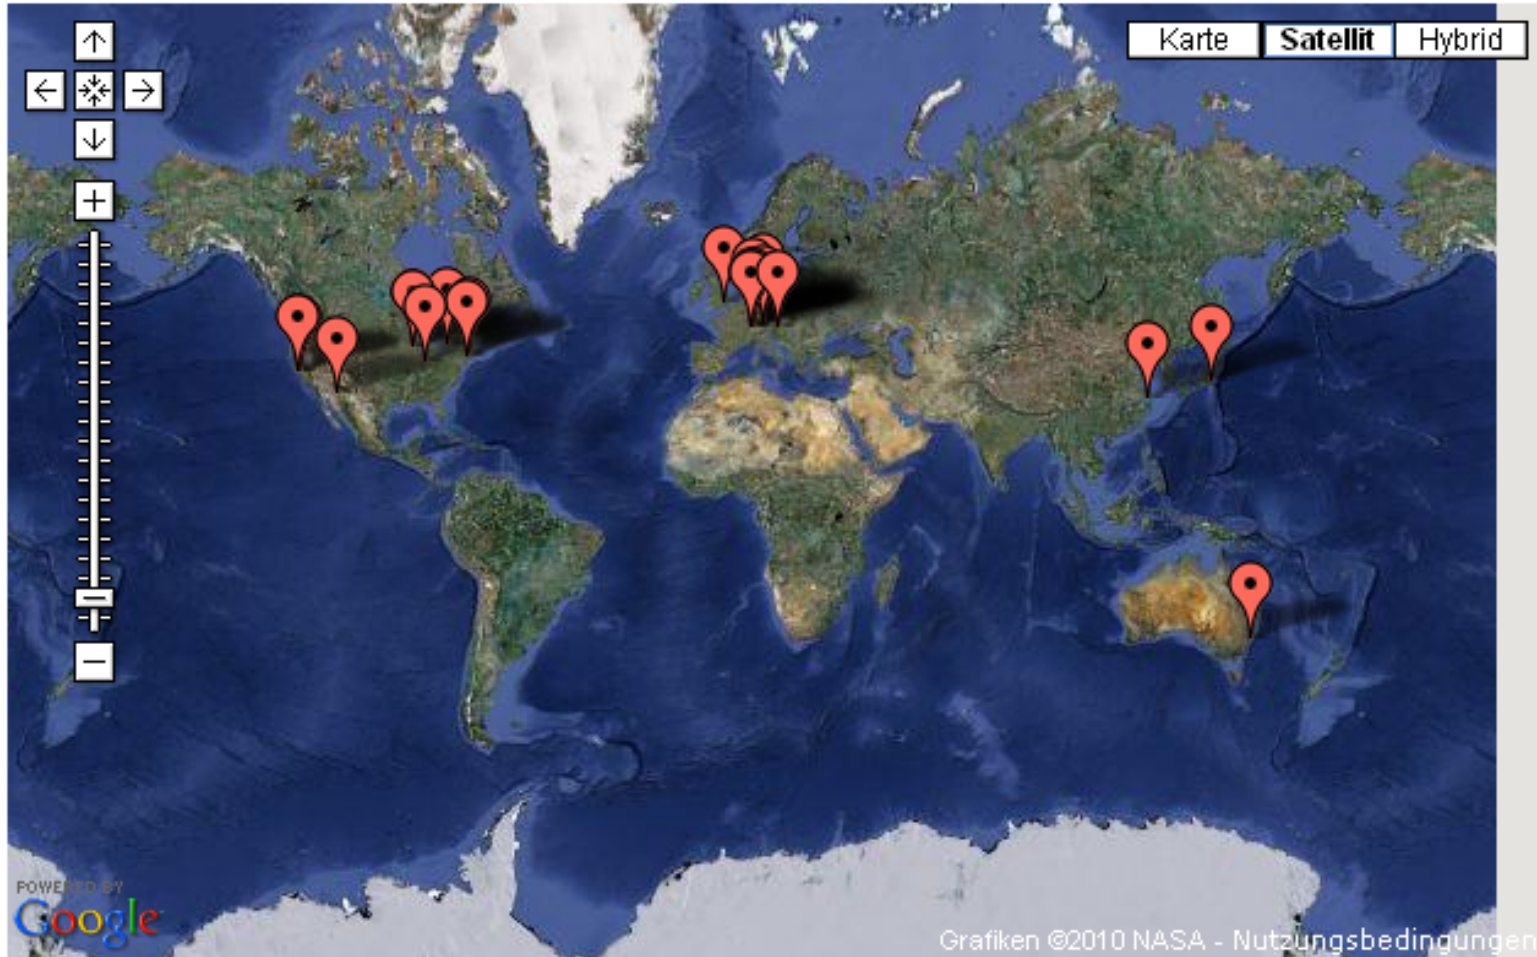 Karte
Satellit
Hybrid
POWERED BY
Google
Grafiken ©2010 NASA - Nutzungsbedingungen